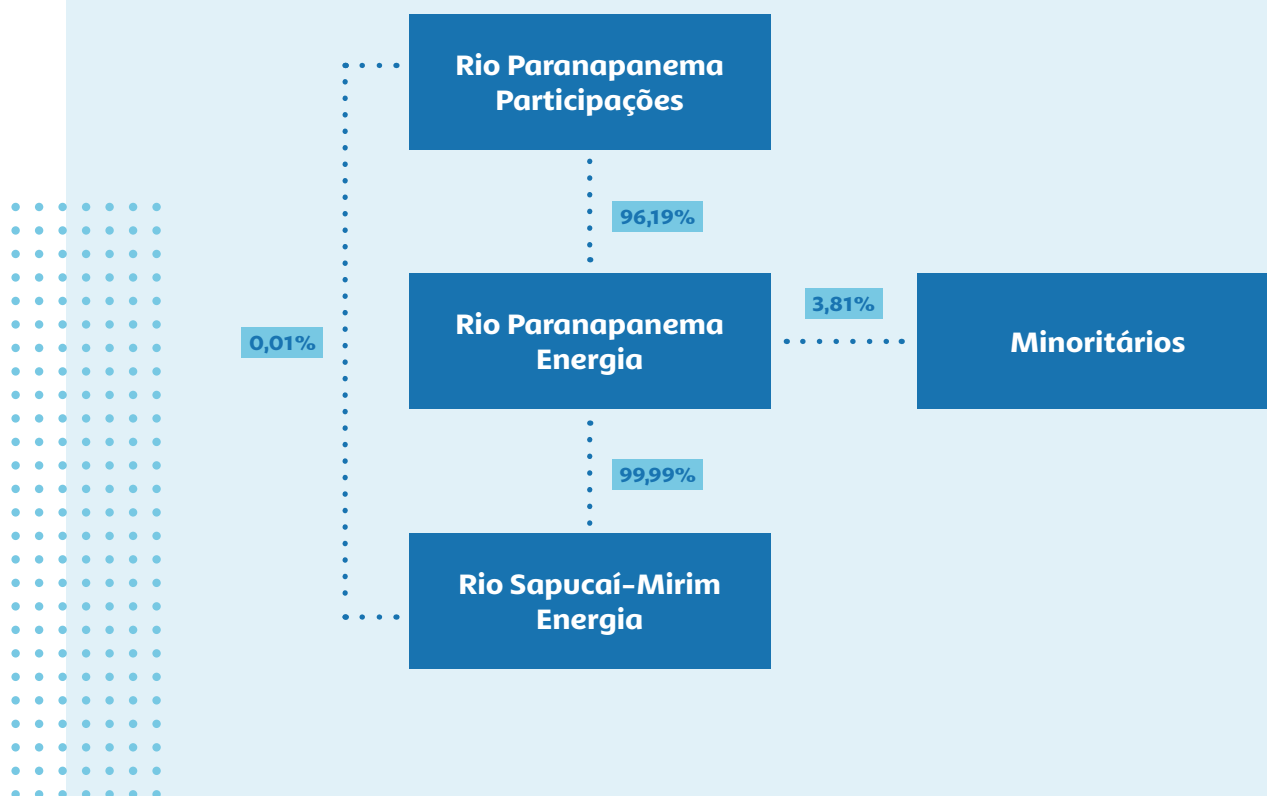 Rio Paranapanema
Participações
96,19%
Rio Paranapanema
Energia
3,81%
Minoritários
0,01%
99,99%
Rio Sapucaí-Mirim
Energia